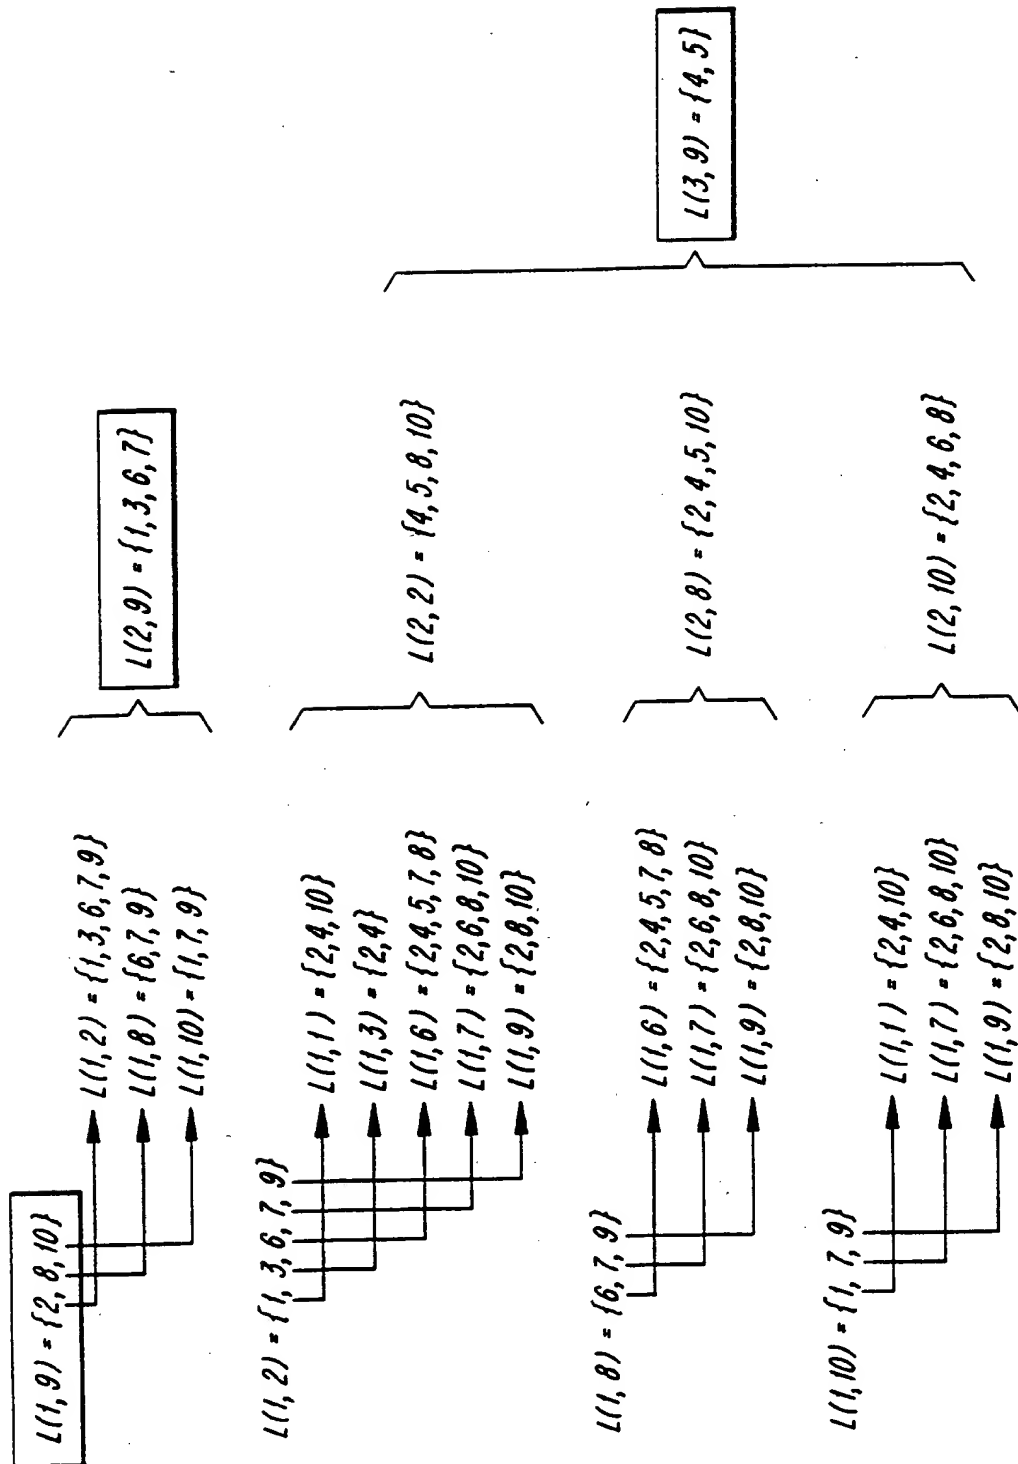 L(1,9) = {2, 8, 10}
L(1,2) = {1,3,6,7,9}
L(1,8) = {6,7,9}
L(1,10) = {1,7,9}
L(2,9) = {1,3,6,7}
L(1,2) = {1, 3, 6, 7, 9}
L(1,1) = {2,4,10}
L(1,3) = {2,4}
L(1,6) = {2,4,5,7,8}
L(1,7) = {2,6,8,10}
L(1,9) = {2,8,10}
L(2,2) = {4,5,8,10}
L(1,8) = {6, 7, 9}
L(1,6) = {2,4,5,7,8}
L(1,7) = {2,6,8,10}
L(1,9) = {2,8,10}
L(2,8) = {2,4,5,10}
L(3,9) = {4,5}
L(1,10) = {1, 7, 9}
L(1,1) = {2,4,10}
L(1,7) = {2,6,8,10}
L(1,9) = {2,8,10}
L(2,10) = {2,4,6,8}